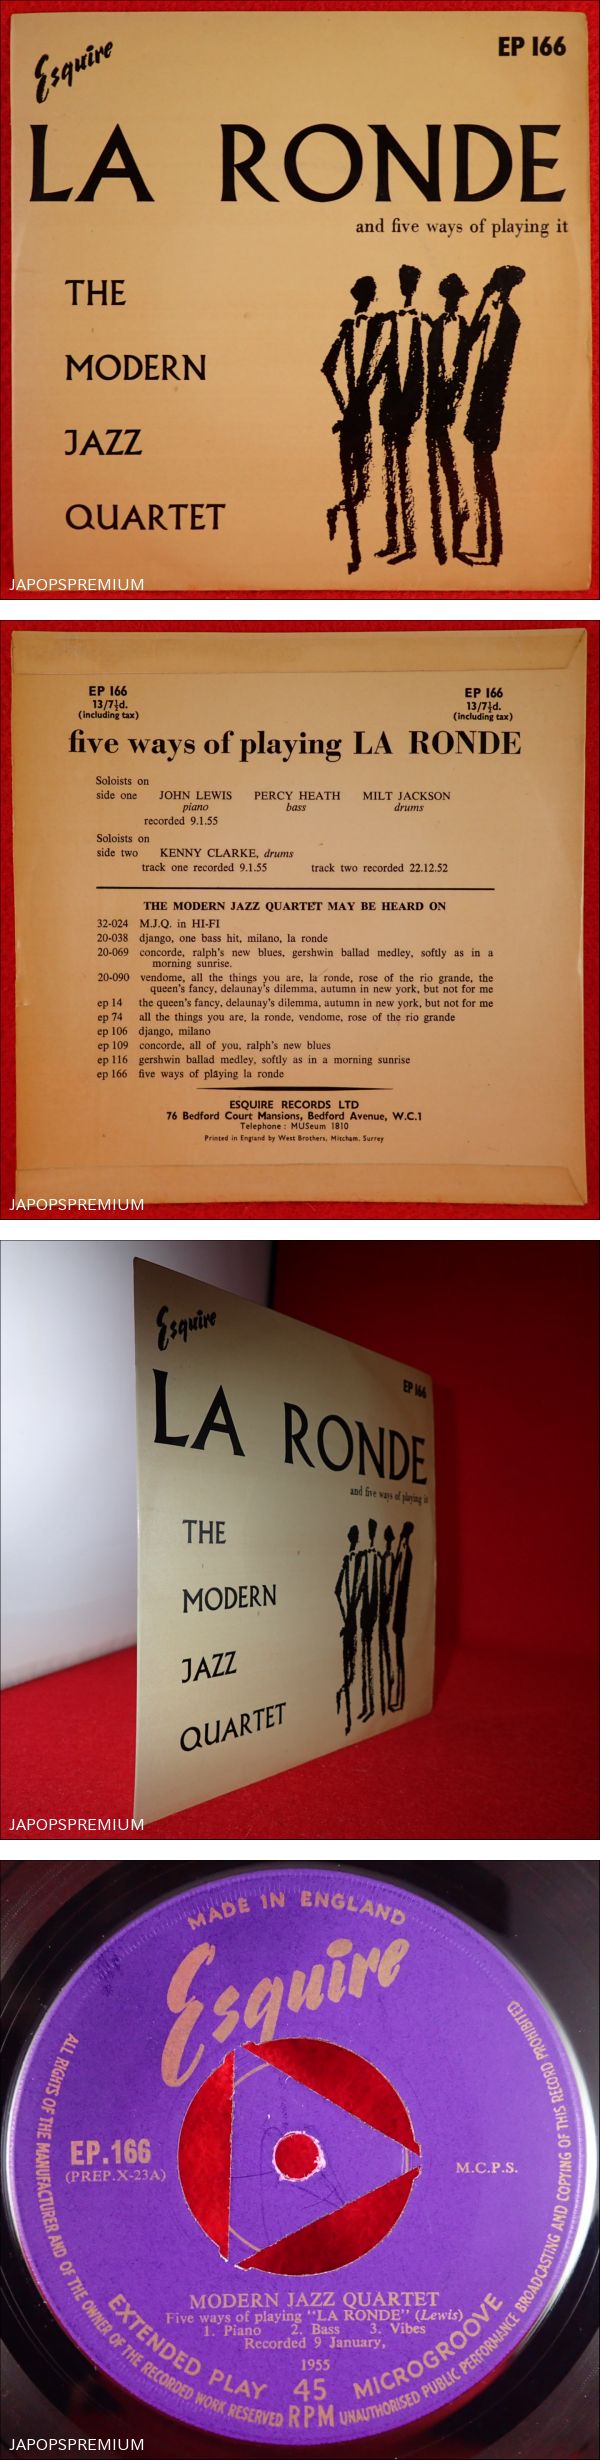 Esquire
EP 166
LA RONDE
and five ways of playing it
THE
MODERN
JAZZ
QUARTET
JAPOPSPREMIUM
EP 166
13/7½d.
(including tax)
EP 166
13/7½d.
(including tax)
five ways of playing LA RONDE
Soloists on
side one JOHN LEWIS PERCY HEATH MILT JACKSON
piano bass drums
recorded 9.1.55
Soloists on
side two KENNY CLARKE, drums
track one recorded 9.1.55 track two recorded 22.12.52
THE MODERN JAZZ QUARTET MAY BE HEARD ON
32-024 M.J.Q. in HI-FI
20-038 django, one bass hit, milano, la ronde
20-069 concorde, ralph's new blues, gershwin ballad medley, softly as in a
morning sunrise.
20-090 vendome, all the things you are, la ronde, rose of the rio grande, the
queen's fancy, delaunay's dilemma, autumn in new york, but not for me
ep 14 the queen's fancy, delaunay's dilemma, autumn in new york, but not for me
ep 74 all the things you are, la ronde, vendome, rose of the rio grande
ep 106 django, milano
ep 109 concorde, all of you, ralph's new blues
ep 116 gershwin ballad medley, softly as in a morning sunrise
ep 166 five ways of playing la ronde
ESQUIRE RECORDS LTD
76 Bedford Court Mansions, Bedford Avenue, W.C.1
Telephone : MUSeum 1810
Printed in England by West Brothers, Mitcham, Surrey
JAPOPSPREMIUM
Esquire
EP 166
LA RONDE
and five ways of playing it
THE
MODERN
JAZZ
QUARTET
JAPOPSPREMIUM
MADE IN ENGLAND
Esquire
EP.166
(PREP.X-23A)
M.C.P.S.
MODERN JAZZ QUARTET
Five ways of playing "LA RONDE" (Lewis)
1. Piano 2. Bass 3. Vibes
Recorded 9 January,
1955
EXTENDED PLAY 45 RPM MICROGROOVE
ALL RIGHTS OF THE MANUFACTURER AND OF THE OWNER OF THE RECORDED WORK RESERVED
UNAUTHORISED PUBLIC PERFORMANCE BROADCASTING AND COPYING OF THIS RECORD PROHIBITED
JAPOPSPREMIUM